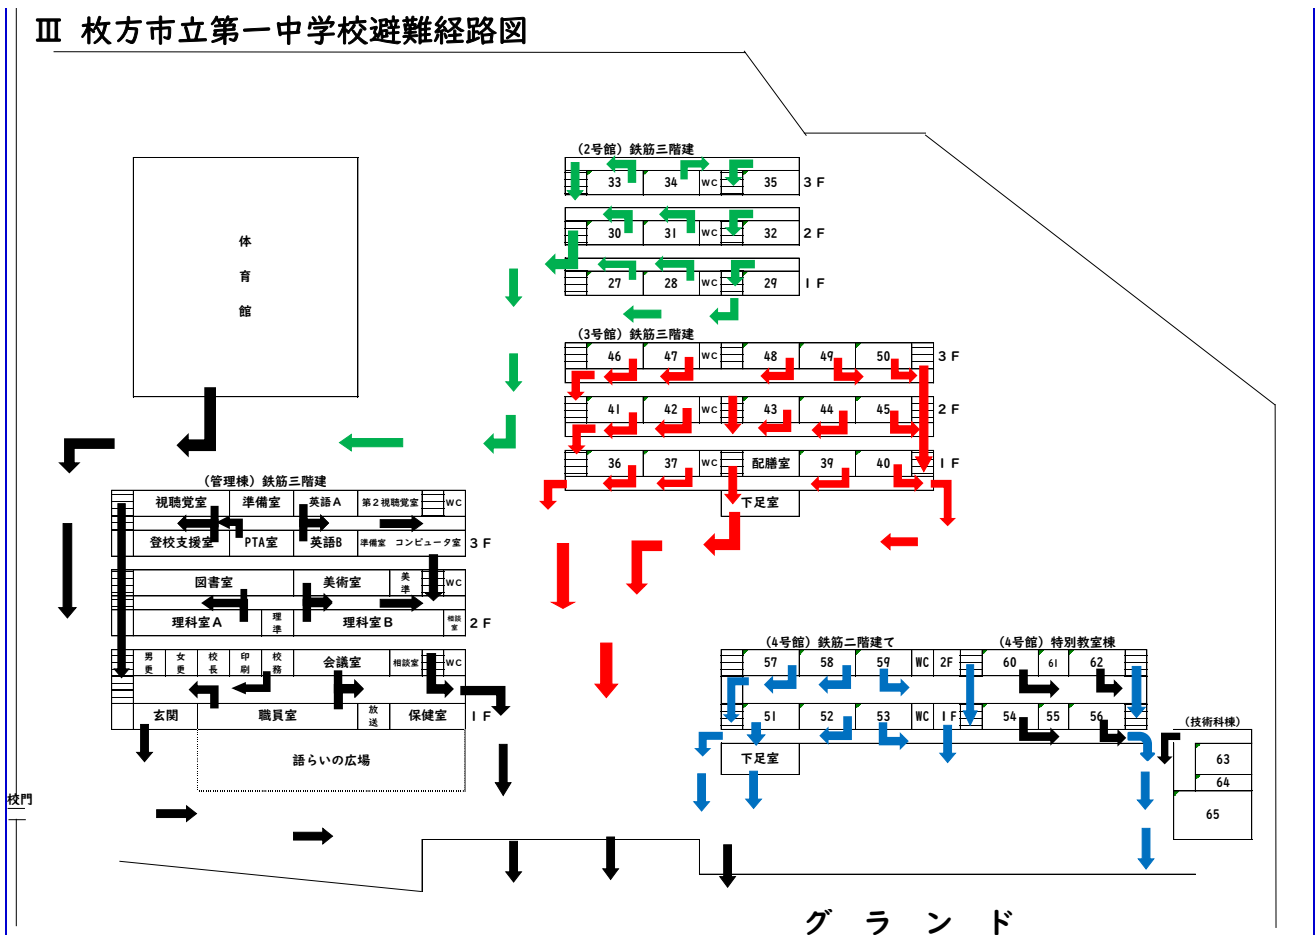 Ⅲ 枚方市立第一中学校避難経路図
(2号館) 鉄筋三階建
33 34 WC 35 3F
30 31 WC 32 2F
27 28 WC 29 1F
体育館
(3号館) 鉄筋三階建
46 47 WC 48 49 50 3F
41 42 WC 43 44 45 2F
36 37 WC 配膳室 39 40 1F
下足室
(管理棟) 鉄筋三階建
視聴覚室 準備室 英語A 第2視聴覚室 WC
登校支援室 PTA室 英語B 準備室 コンピュータ室 3F
図書室 美術室 美準 WC
理科室A 理準 理科室B 相談室 2F
男更 女更 校長 印刷 校務 会議室 相談室 WC
玄関 職員室 放送 保健室 1F
語らいの広場
(4号館) 鉄筋二階建て (4号館) 特別教室棟
57 58 59 WC 2F 60 61 62
51 52 53 WC 1F 54 55 56
下足室
(技術科棟)
63
64
65
校門
グランド